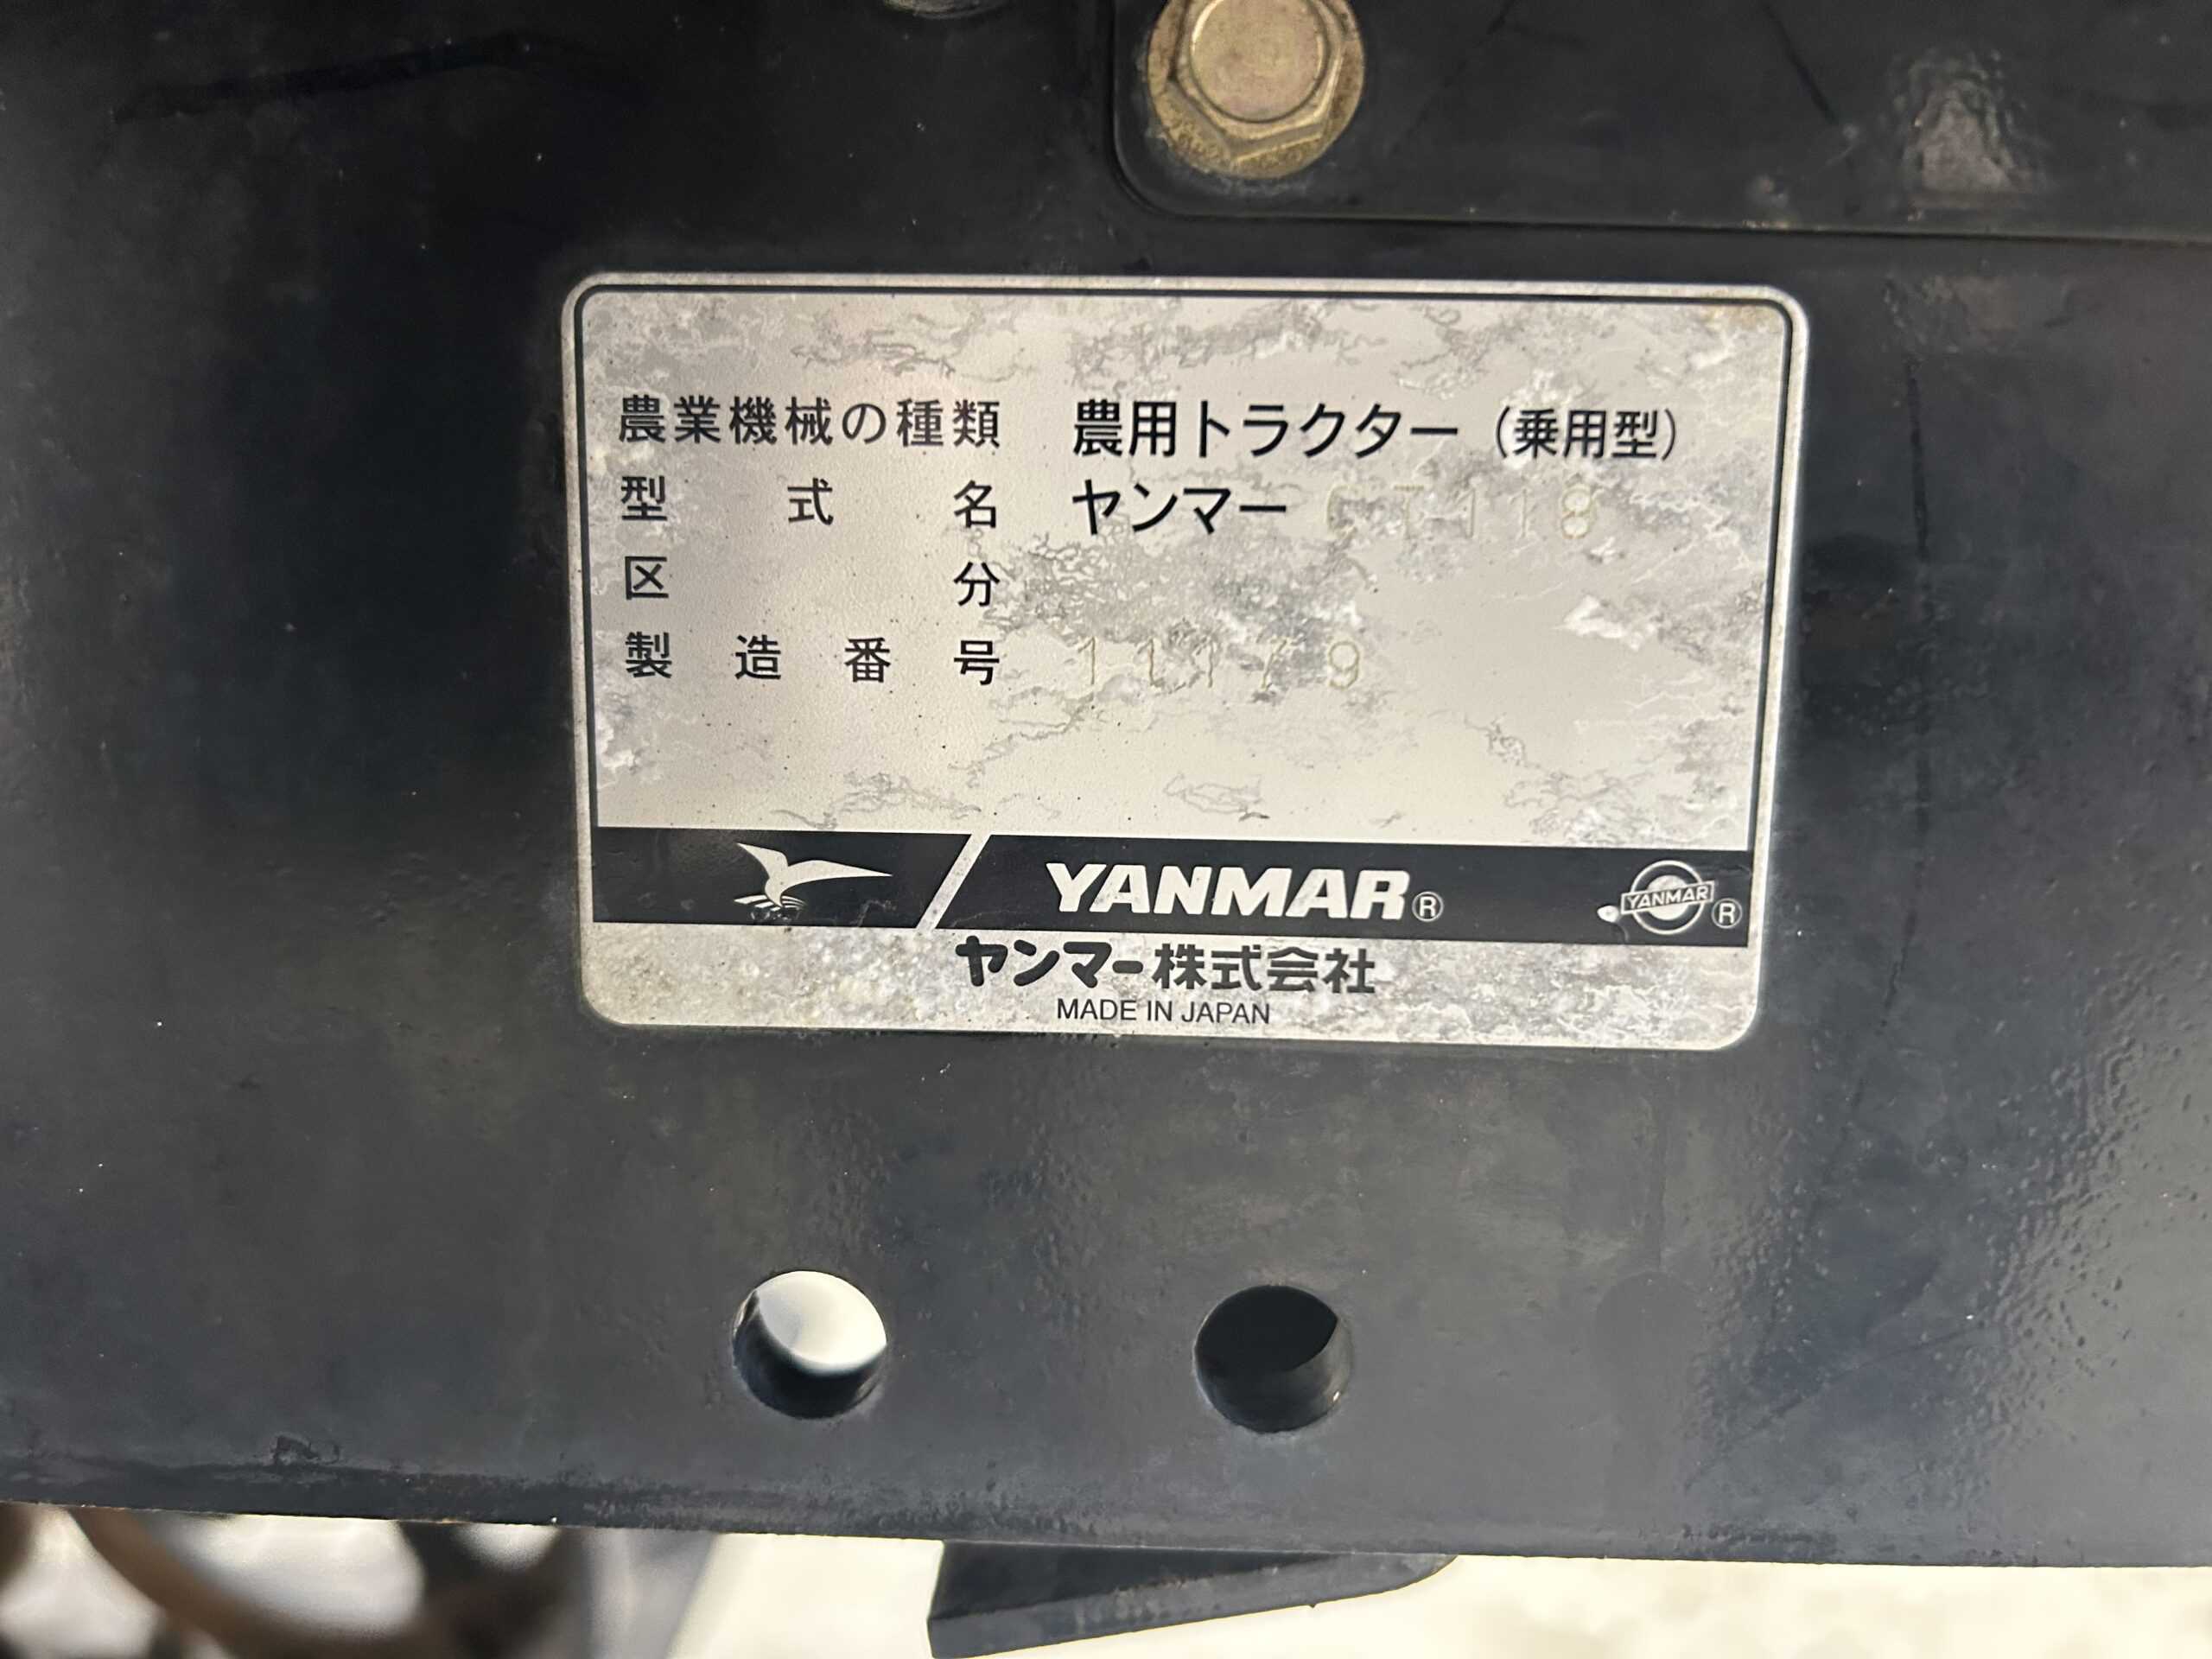 農業機械の種類 農用トラクター(乗用型)
型式名 ヤンマー CT118
区分
製造番号 11179
YANMAR®
YANMAR ®
ヤンマー株式会社
MADE IN JAPAN